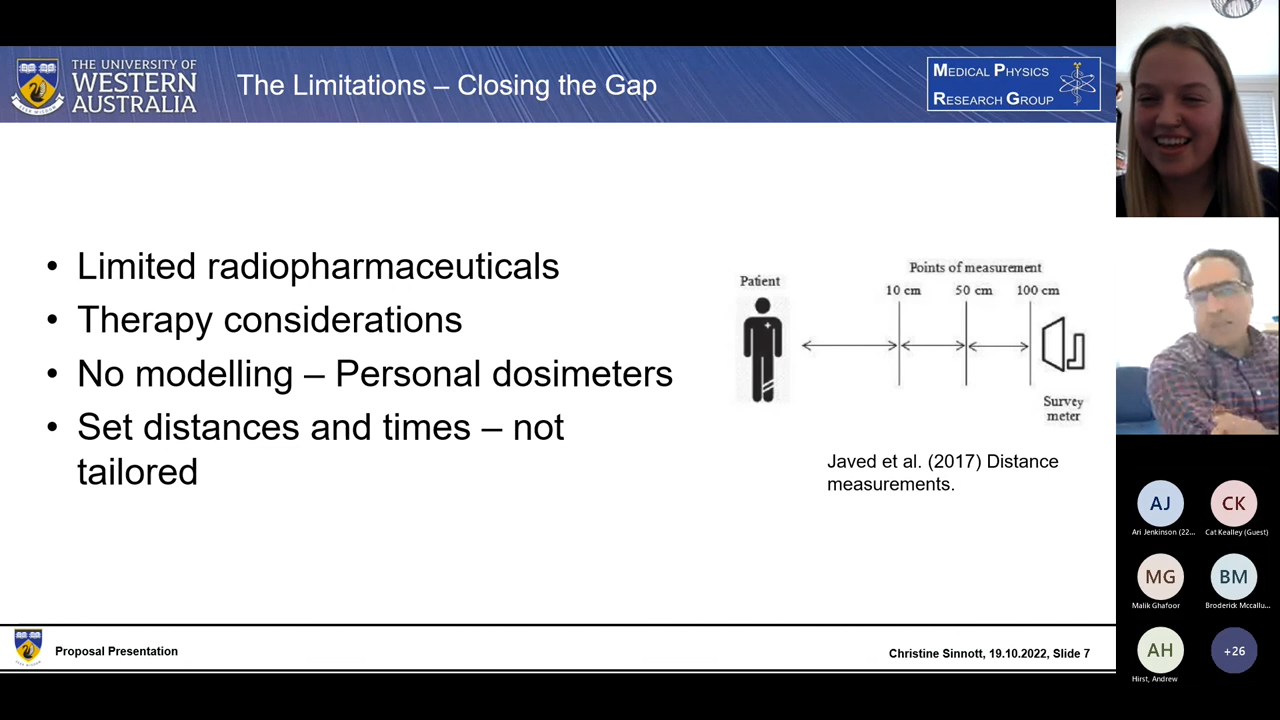 THE UNIVERSITY OF
WESTERN
AUSTRALIA
The Limitations – Closing the Gap
MEDICAL PHYSICS
RESEARCH GROUP
• Limited radiopharmaceuticals
• Therapy considerations
• No modelling – Personal dosimeters
• Set distances and times – not
tailored
Points of measurement
Patient
10 cm 50 cm 100 cm
Survey
meter
Javed et al. (2017) Distance
measurements.
Proposal Presentation
Christine Sinnott, 19.10.2022, Slide 7
AJ CK
Ari Jenkinson (22... Cat Kealley (Guest)
MG BM
Malik Ghafoor Broderick Mccallu...
AH +26
Hirst, Andrew